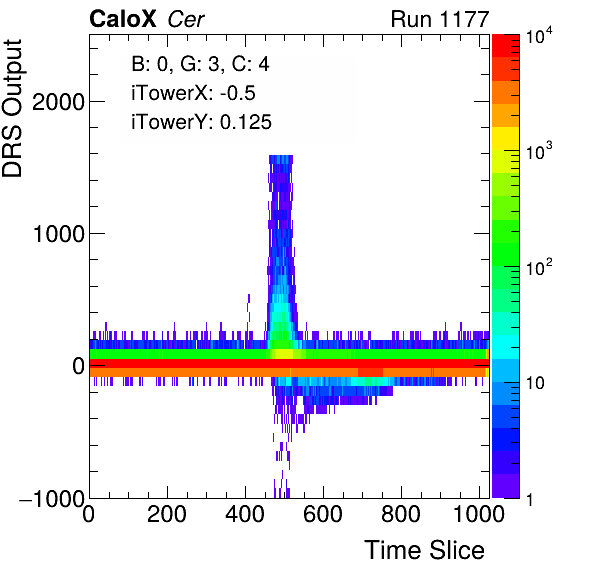 CaloX Cer Run 1177
B: 0, G: 3, C: 4
iTowerX: -0.5
iTowerY: 0.125
DRS Output
2000
1000
0
−1000
0 200 400 600 800 1000
Time Slice
10^4
10^3
10^2
10
1